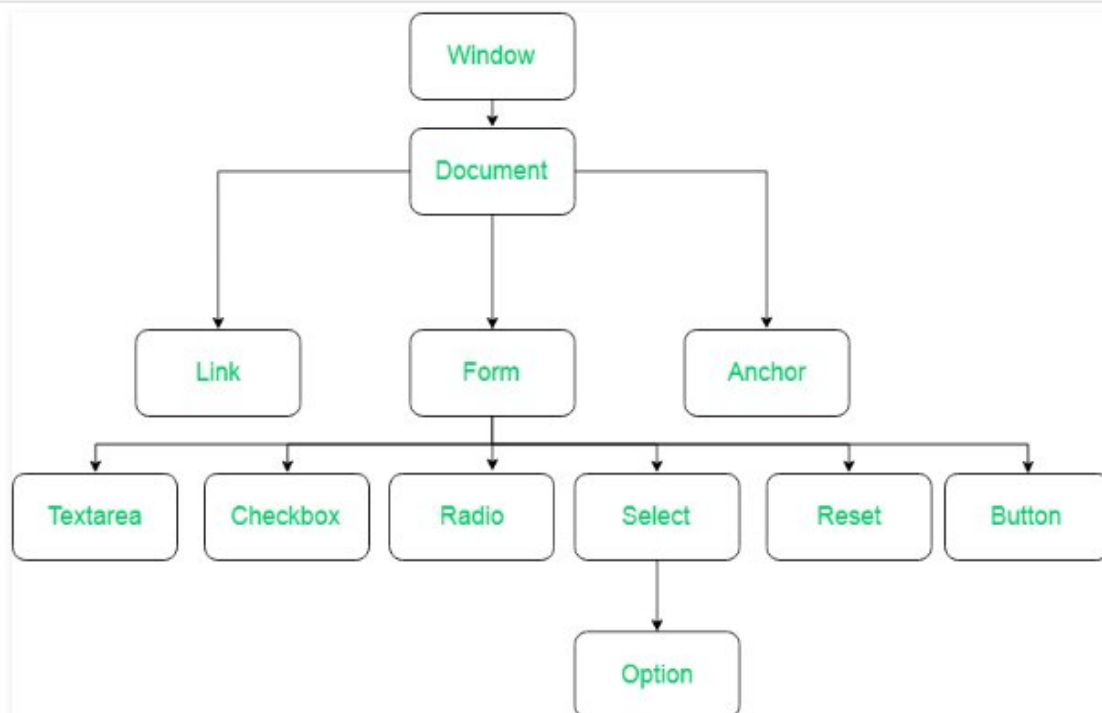 Window
Document
Link
Form
Anchor
Textarea
Checkbox
Radio
Select
Reset
Button
Option